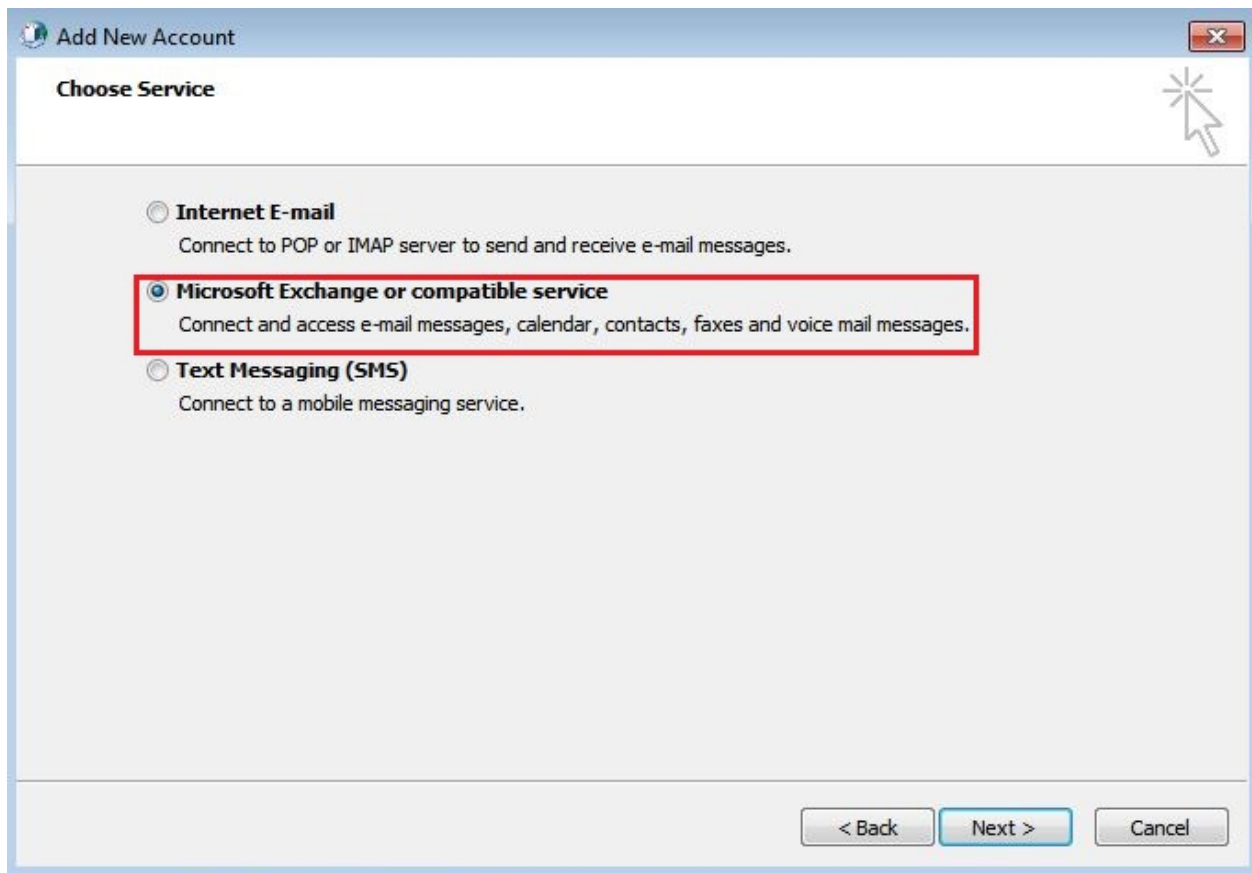 Add New Account
Choose Service
Internet E-mail
Connect to POP or IMAP server to send and receive e-mail messages.
Microsoft Exchange or compatible service
Connect and access e-mail messages, calendar, contacts, faxes and voice mail messages.
Text Messaging (SMS)
Connect to a mobile messaging service.
< Back Next > Cancel